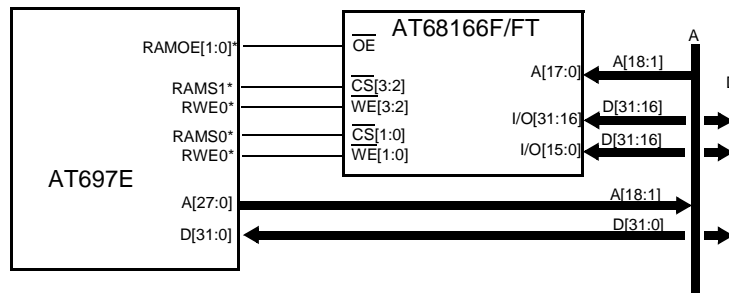 AT68166F/FT
RAMOE[1:0]*
OE
A
A[17:0]
A[18:1]
RAMS1*
CS[3:2]
RWE0*
WE[3:2]
I/O[31:16]
D[31:16]
RAMS0*
CS[1:0]
RWE0*
WE[1:0]
I/O[15:0]
D[31:16]
AT697E
A[27:0]
A[18:1]
D[31:0]
D[31:0]